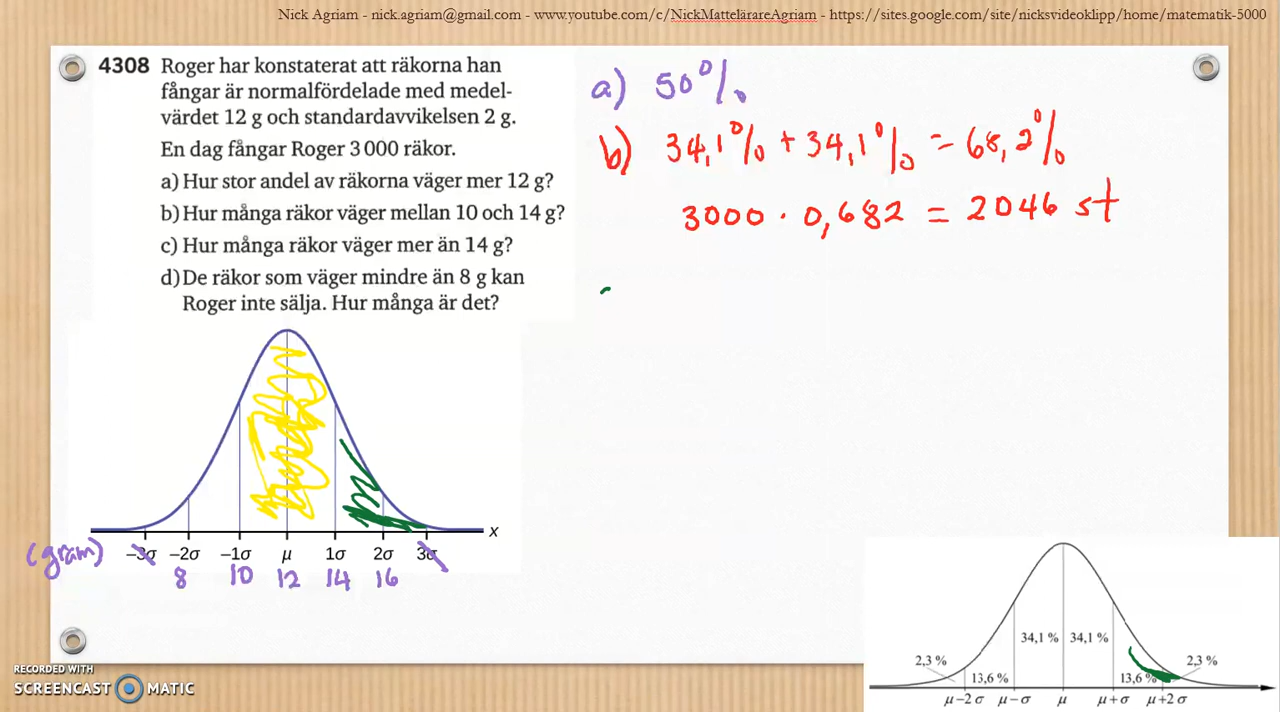 Nick Agriam - nick.agriam@gmail.com - www.youtube.com/c/NickMattelärareAgriam - https://sites.google.com/site/nicksvideoklipp/home/matematik-5000
4308 Roger har konstaterat att räkorna han
fångar är normalfördelade med medel-
värdet 12 g och standardavvikelsen 2 g.
En dag fångar Roger 3 000 räkor.
a) Hur stor andel av räkorna väger mer 12 g?
b) Hur många räkor väger mellan 10 och 14 g?
c) Hur många räkor väger mer än 14 g?
d) De räkor som väger mindre än 8 g kan
Roger inte sälja. Hur många är det?
a) 50%
b) 34,1% + 34,1% = 68,2%
3000 · 0,682 = 2046 st
x
(gram) -3σ -2σ -1σ μ 1σ 2σ 3σ
8 10 12 14 16
34,1 % 34,1 %
2,3 % 2,3 %
13,6 % 13,6 %
μ−2 σ μ−σ μ μ+σ μ+2 σ
RECORDED WITH
SCREENCAST MATIC